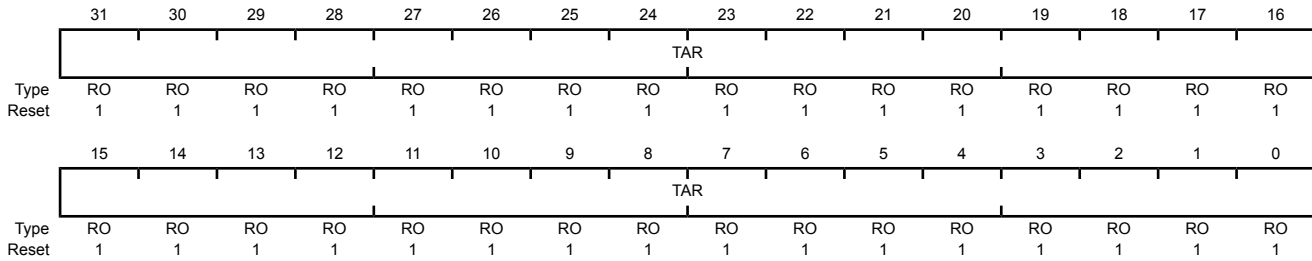 31 30 29 28 27 26 25 24 23 22 21 20 19 18 17 16
TAR
Type RO RO RO RO RO RO RO RO RO RO RO RO RO RO RO RO
Reset 1 1 1 1 1 1 1 1 1 1 1 1 1 1 1 1
15 14 13 12 11 10 9 8 7 6 5 4 3 2 1 0
TAR
Type RO RO RO RO RO RO RO RO RO RO RO RO RO RO RO RO
Reset 1 1 1 1 1 1 1 1 1 1 1 1 1 1 1 1